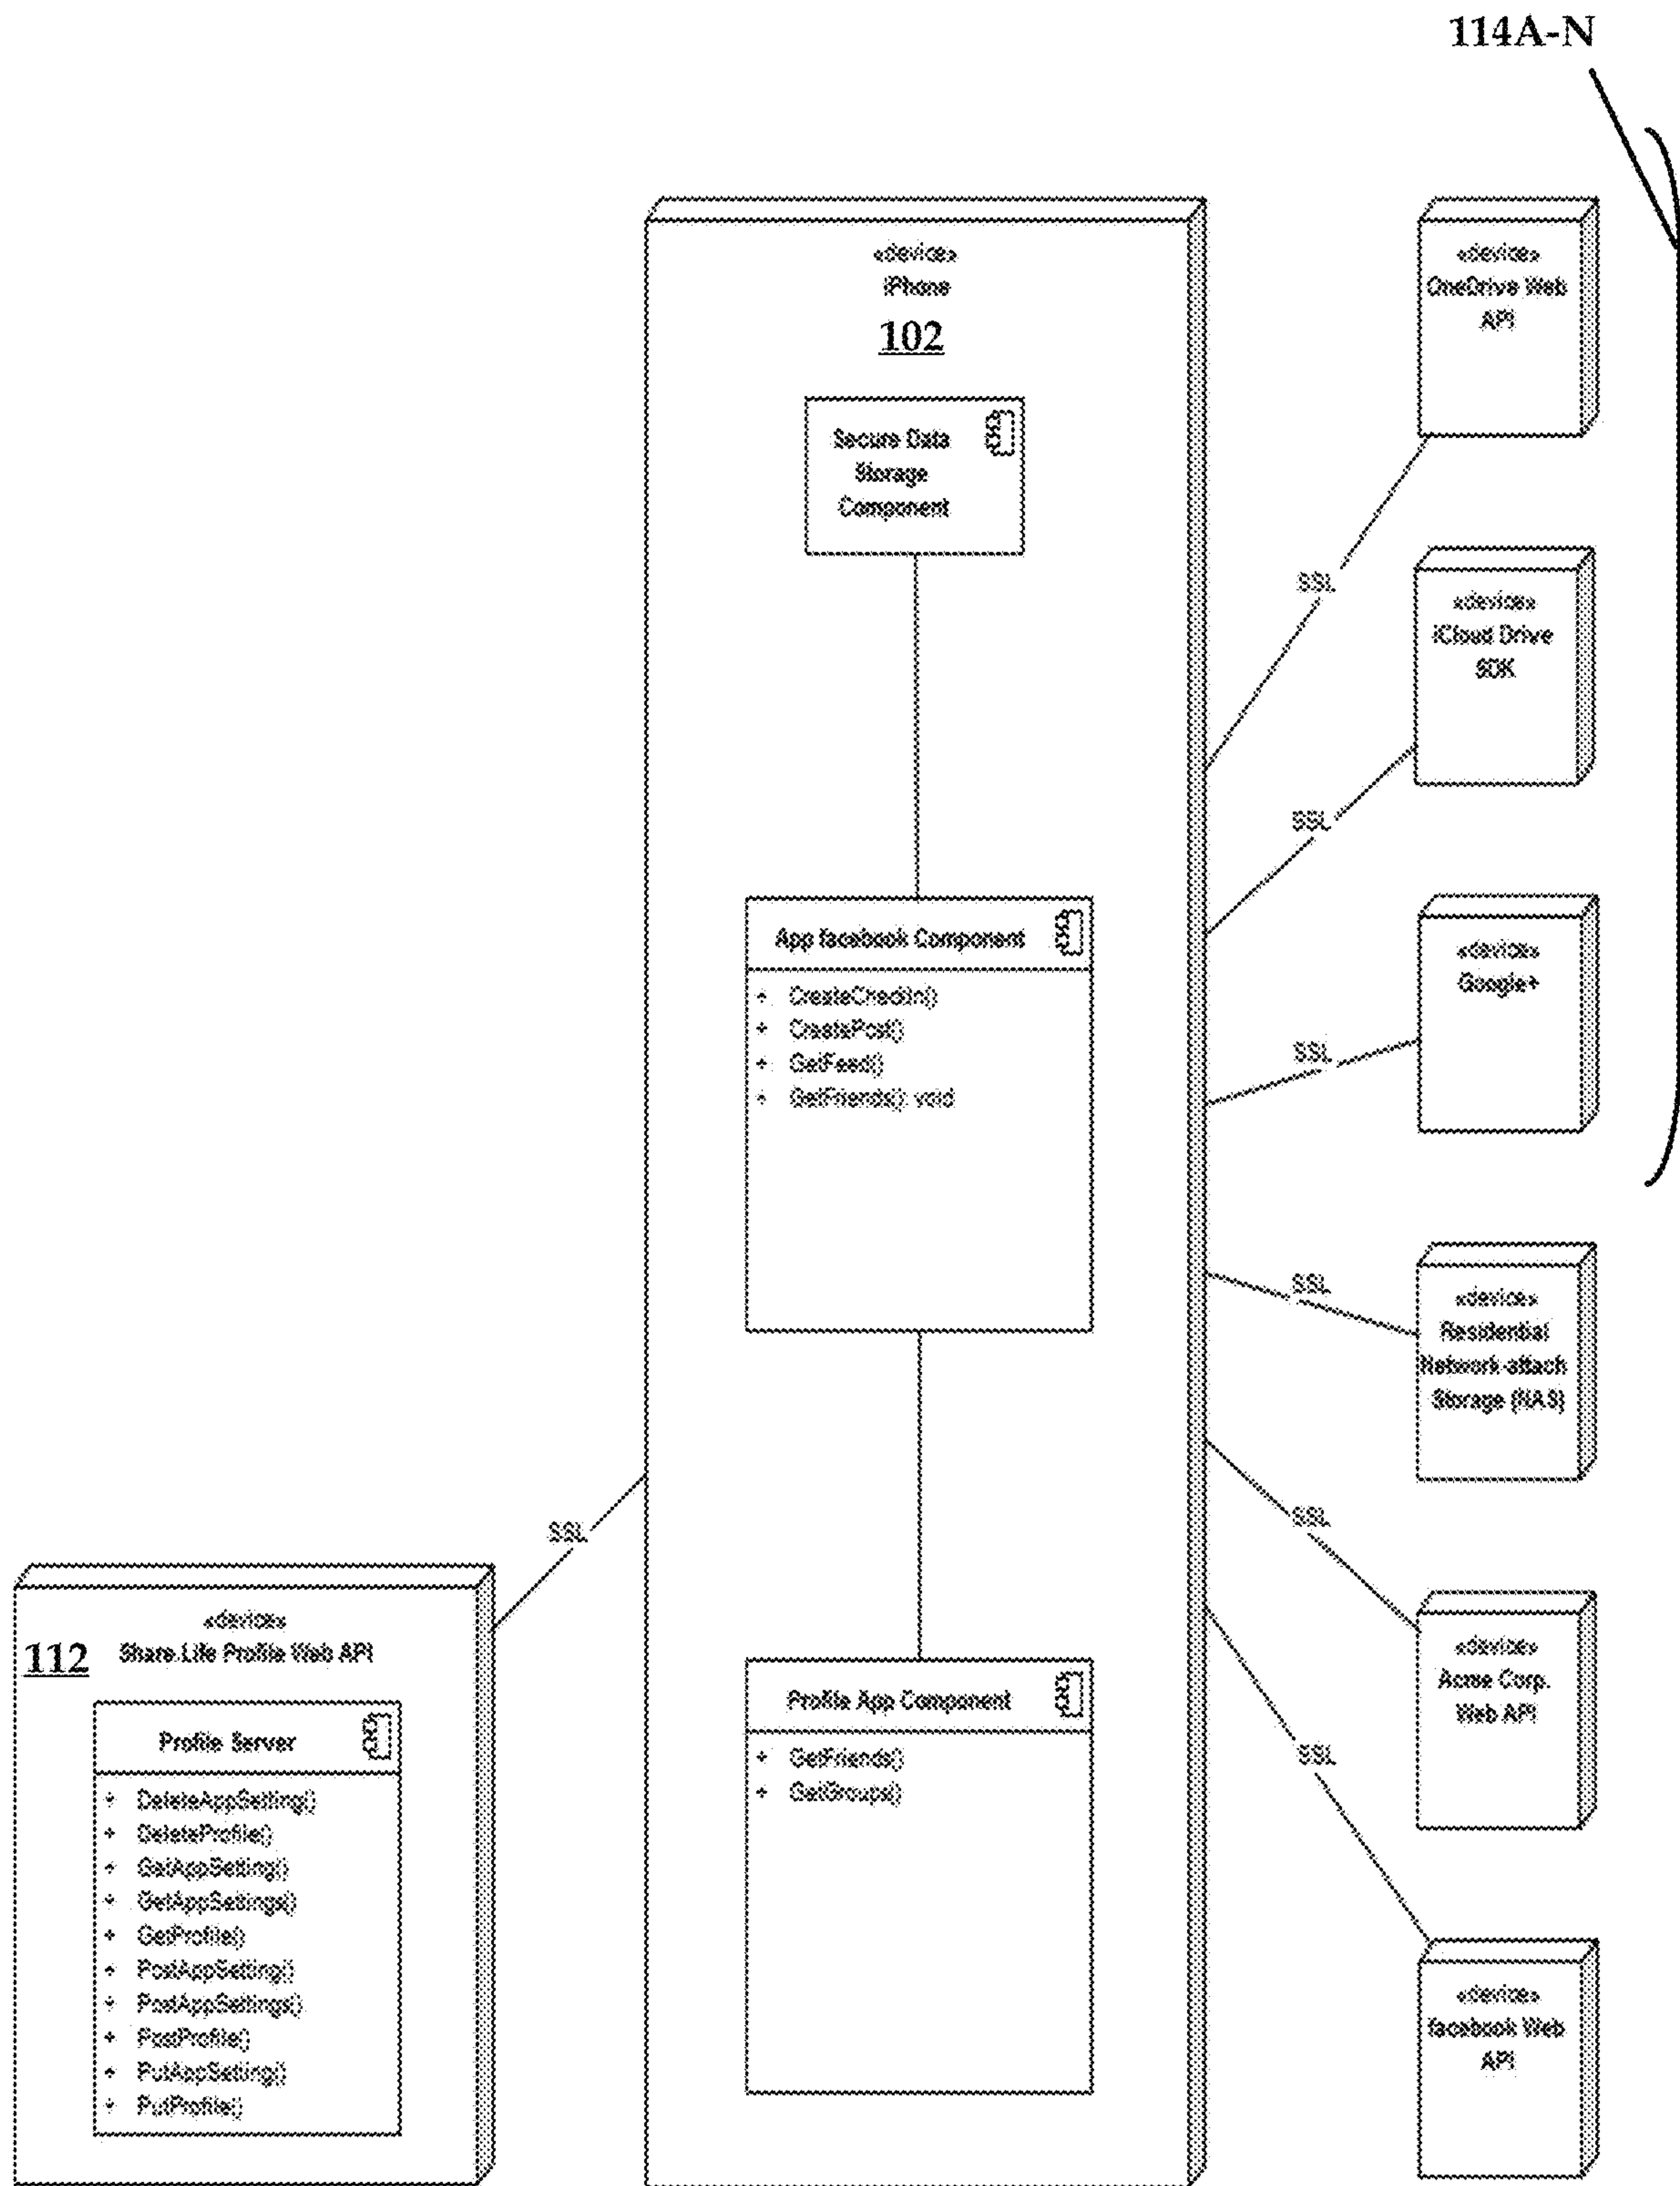 114A-N
«device»
iPhone
102
Secure Data
Storage
Component
App facebook Component
+ CreateCheckIn()
+ CreatePost()
+ GetFeed()
+ GetFriends(): void
Profile App Component
+ GetFriends()
+ GetGroups()
«device»
OneDrive Web
API
SSL
«device»
iCloud Drive
SDK
SSL
«device»
Google+
SSL
«device»
Residential
Network-attach
Storage (NAS)
SSL
«device»
Acme Corp.
Web API
SSL
«device»
facebook Web
API
SSL
SSL
«device»
112 Share.Life Profile Web API
Profile Server
+ DeleteAppSetting()
+ DeleteProfile()
+ GetAppSetting()
+ GetAppSettings()
+ GetProfile()
+ PostAppSetting()
+ PostAppSettings()
+ PostProfile()
+ PutAppSetting()
+ PutProfile()